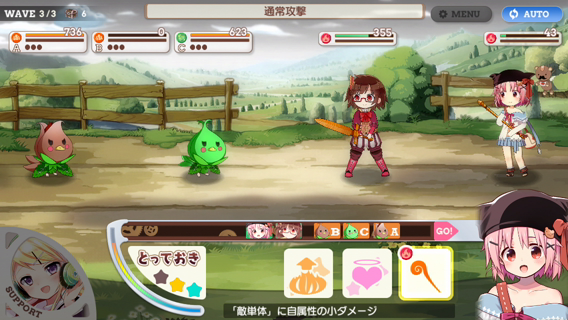 WAVE 3/3 6
通常攻撃
MENU
AUTO
736
0
623
355
43
A
B
C
B C A GO!
とっておき
SUPPORT
「敵単体」に自属性の小ダメージ